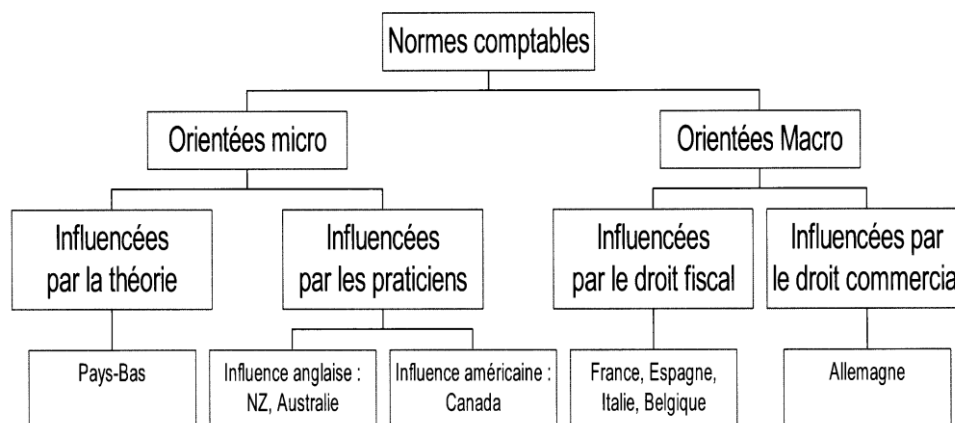 Normes comptables
Orientées micro
Orientées Macro
Influencées
par la théorie
Influencées
par les praticiens
Influencées
par le droit fiscal
Influencées par
le droit commercia
Pays-Bas
Influence anglaise :
NZ, Australie
Influence américaine :
Canada
France, Espagne,
Italie, Belgique
Allemagne